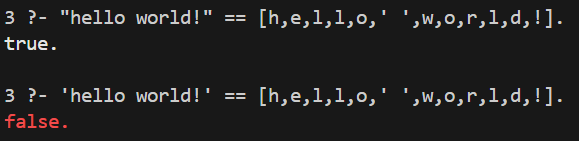 3 ?- "hello world!" == [h,e,l,l,o,' ',w,o,r,l,d,!].
true.
3 ?- 'hello world!' == [h,e,l,l,o,' ',w,o,r,l,d,!].
false.